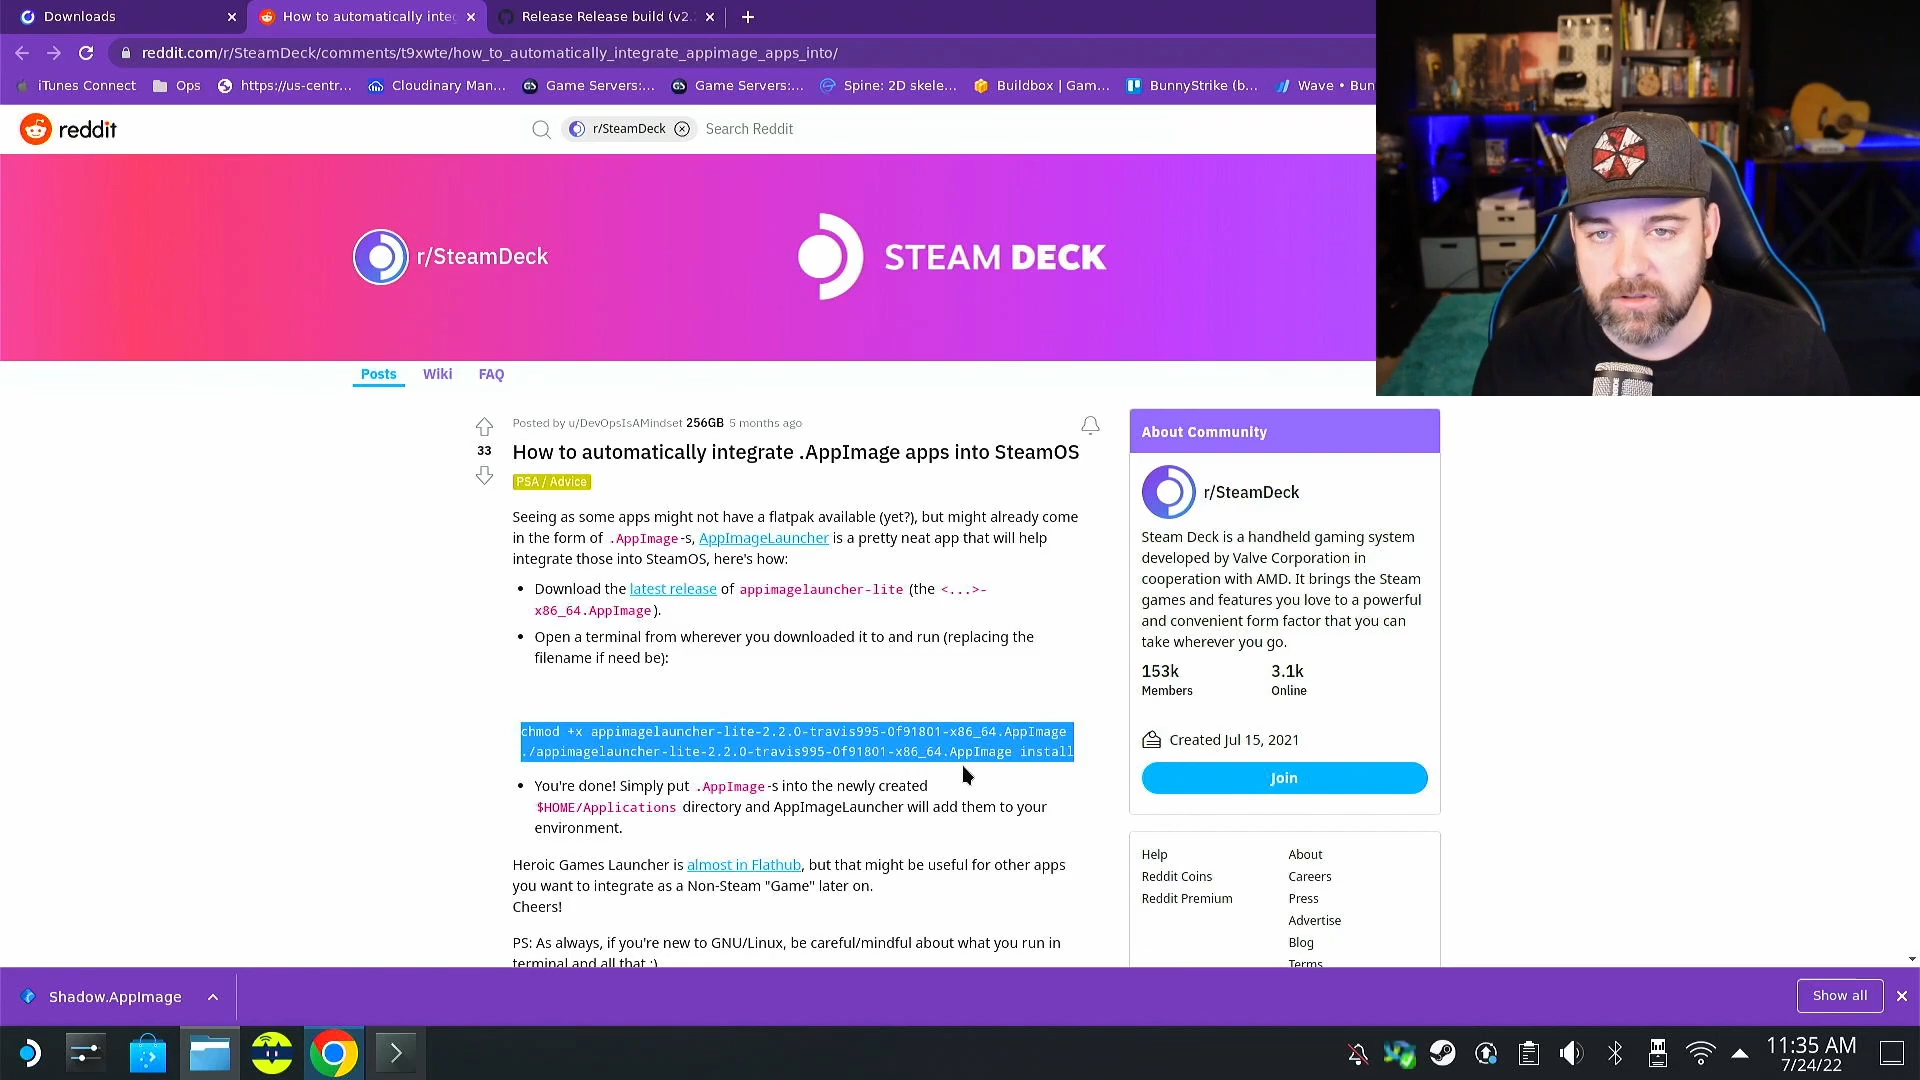 Downloads
How to automatically integ
Release Release build (v2.
reddit.com/r/SteamDeck/comments/t9xwte/how_to_automatically_integrate_appimage_apps_into/
iTunes Connect
Ops
https://us-centr...
Cloudinary Man...
Game Servers:...
Game Servers:...
Spine: 2D skele...
Buildbox | Gam...
BunnyStrike (b...
Wave • Bun
reddit
r/SteamDeck
Search Reddit
r/SteamDeck
STEAM DECK
Posts
Wiki
FAQ
Posted by u/DevOpsIsAMindset 256GB 5 months ago
33
How to automatically integrate .AppImage apps into SteamOS
PSA / Advice
Seeing as some apps might not have a flatpak available (yet?), but might already come
in the form of .AppImage-s, AppImageLauncher is a pretty neat app that will help
integrate those into SteamOS, here's how:
• Download the latest release of appimagelauncher-lite (the <...>-
x86_64.AppImage).
• Open a terminal from wherever you downloaded it to and run (replacing the
filename if need be):
chmod +x appimagelauncher-lite-2.2.0-travis995-0f91801-x86_64.AppImage
./appimagelauncher-lite-2.2.0-travis995-0f91801-x86_64.AppImage install
• You're done! Simply put .AppImage-s into the newly created
$HOME/Applications directory and AppImageLauncher will add them to your
environment.
Heroic Games Launcher is almost in Flathub, but that might be useful for other apps
you want to integrate as a Non-Steam "Game" later on.
Cheers!
PS: As always, if you're new to GNU/Linux, be careful/mindful about what you run in
terminal and all that :)
About Community
r/SteamDeck
Steam Deck is a handheld gaming system
developed by Valve Corporation in
cooperation with AMD. It brings the Steam
games and features you love to a powerful
and convenient form factor that you can
take wherever you go.
153k
3.1k
Members
Online
Created Jul 15, 2021
Join
Help
About
Reddit Coins
Careers
Reddit Premium
Press
Advertise
Blog
Terms
Shadow.AppImage
Show all
11:35 AM
7/24/22